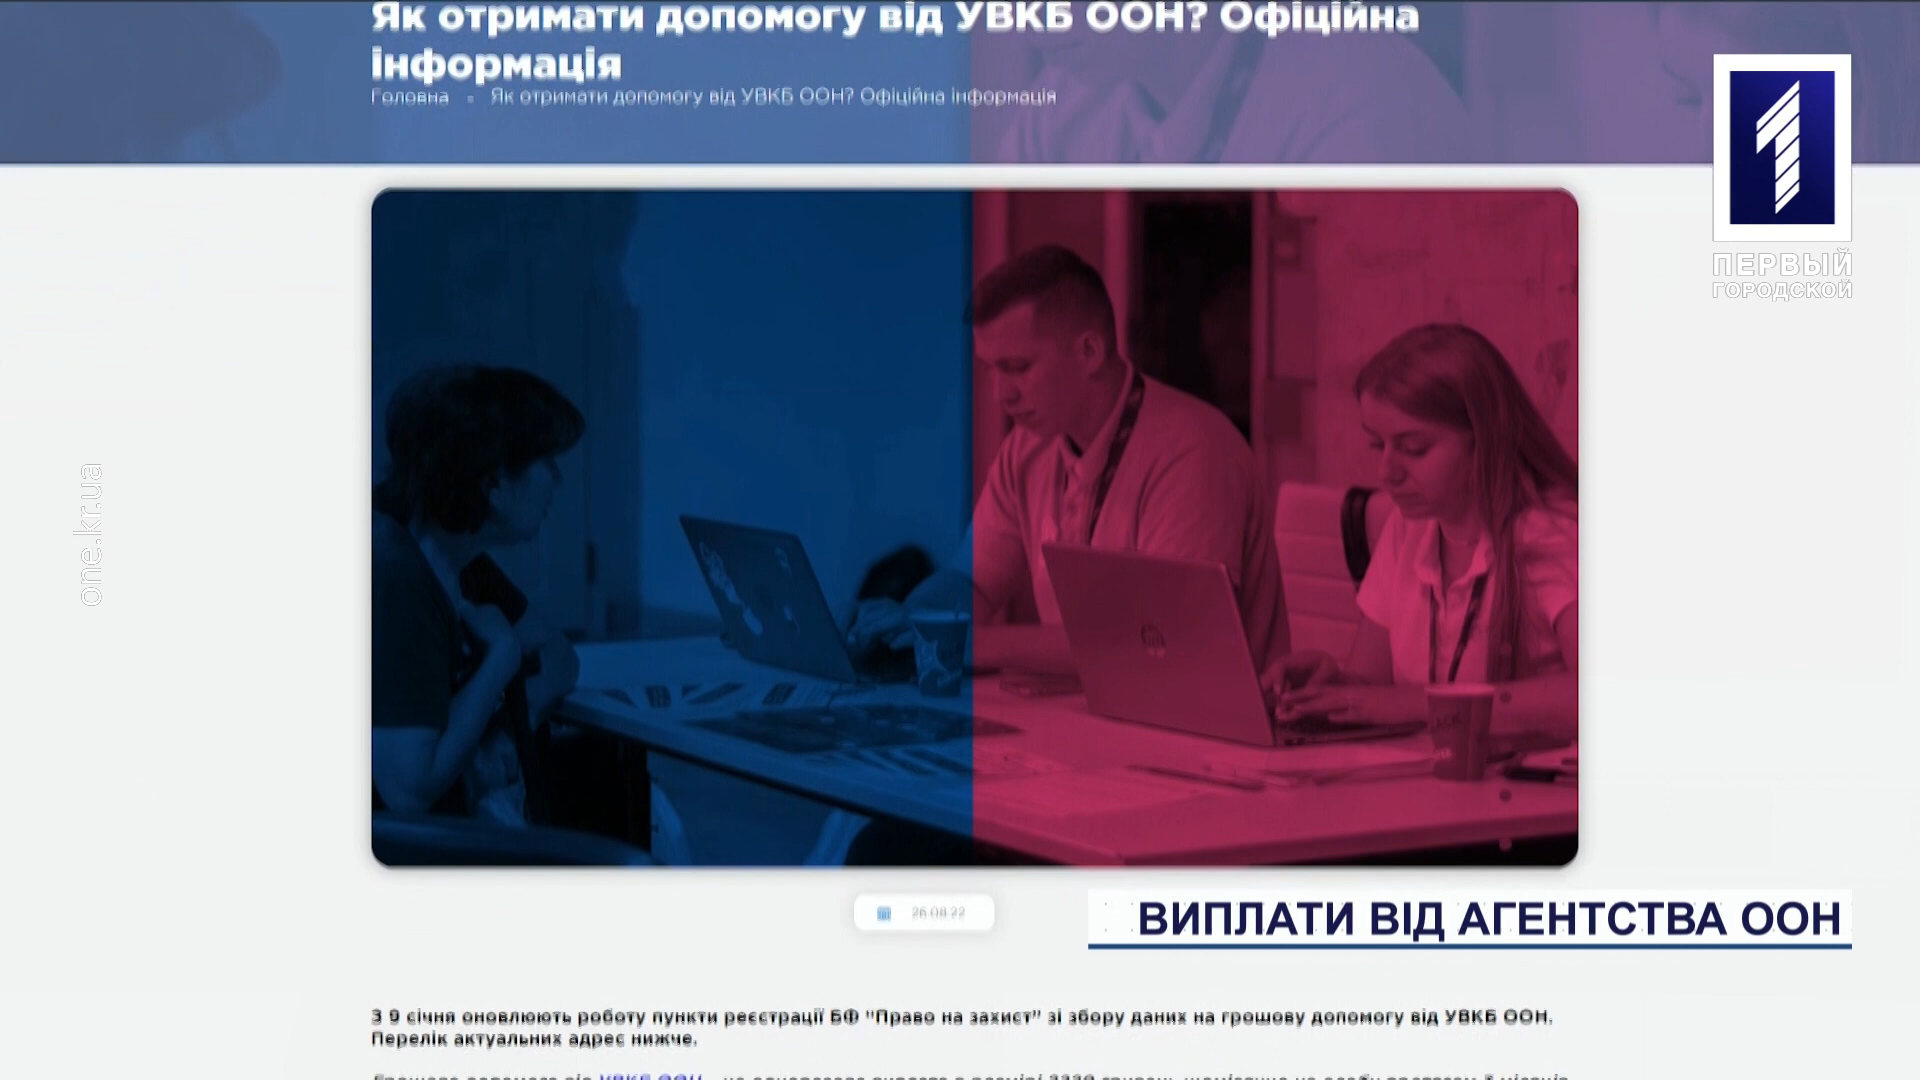 Як отримати допомогу від УВКБ ООН? Офіційна
інформація
Головна Як отримати допомогу від УВКБ ООН? Офіційна інформація
ПЕРВЫЙ
ГОРОДСКОЙ
one.kr.ua
hp
26.08.22
ВИПЛАТИ ВІД АГЕНТСТВА ООН
З 9 січня оновлюють роботу пункти реєстрації БФ "Право на захист" зі збору даних на грошову допомогу від УВКБ ООН.
Перелік актуальних адрес нижче.